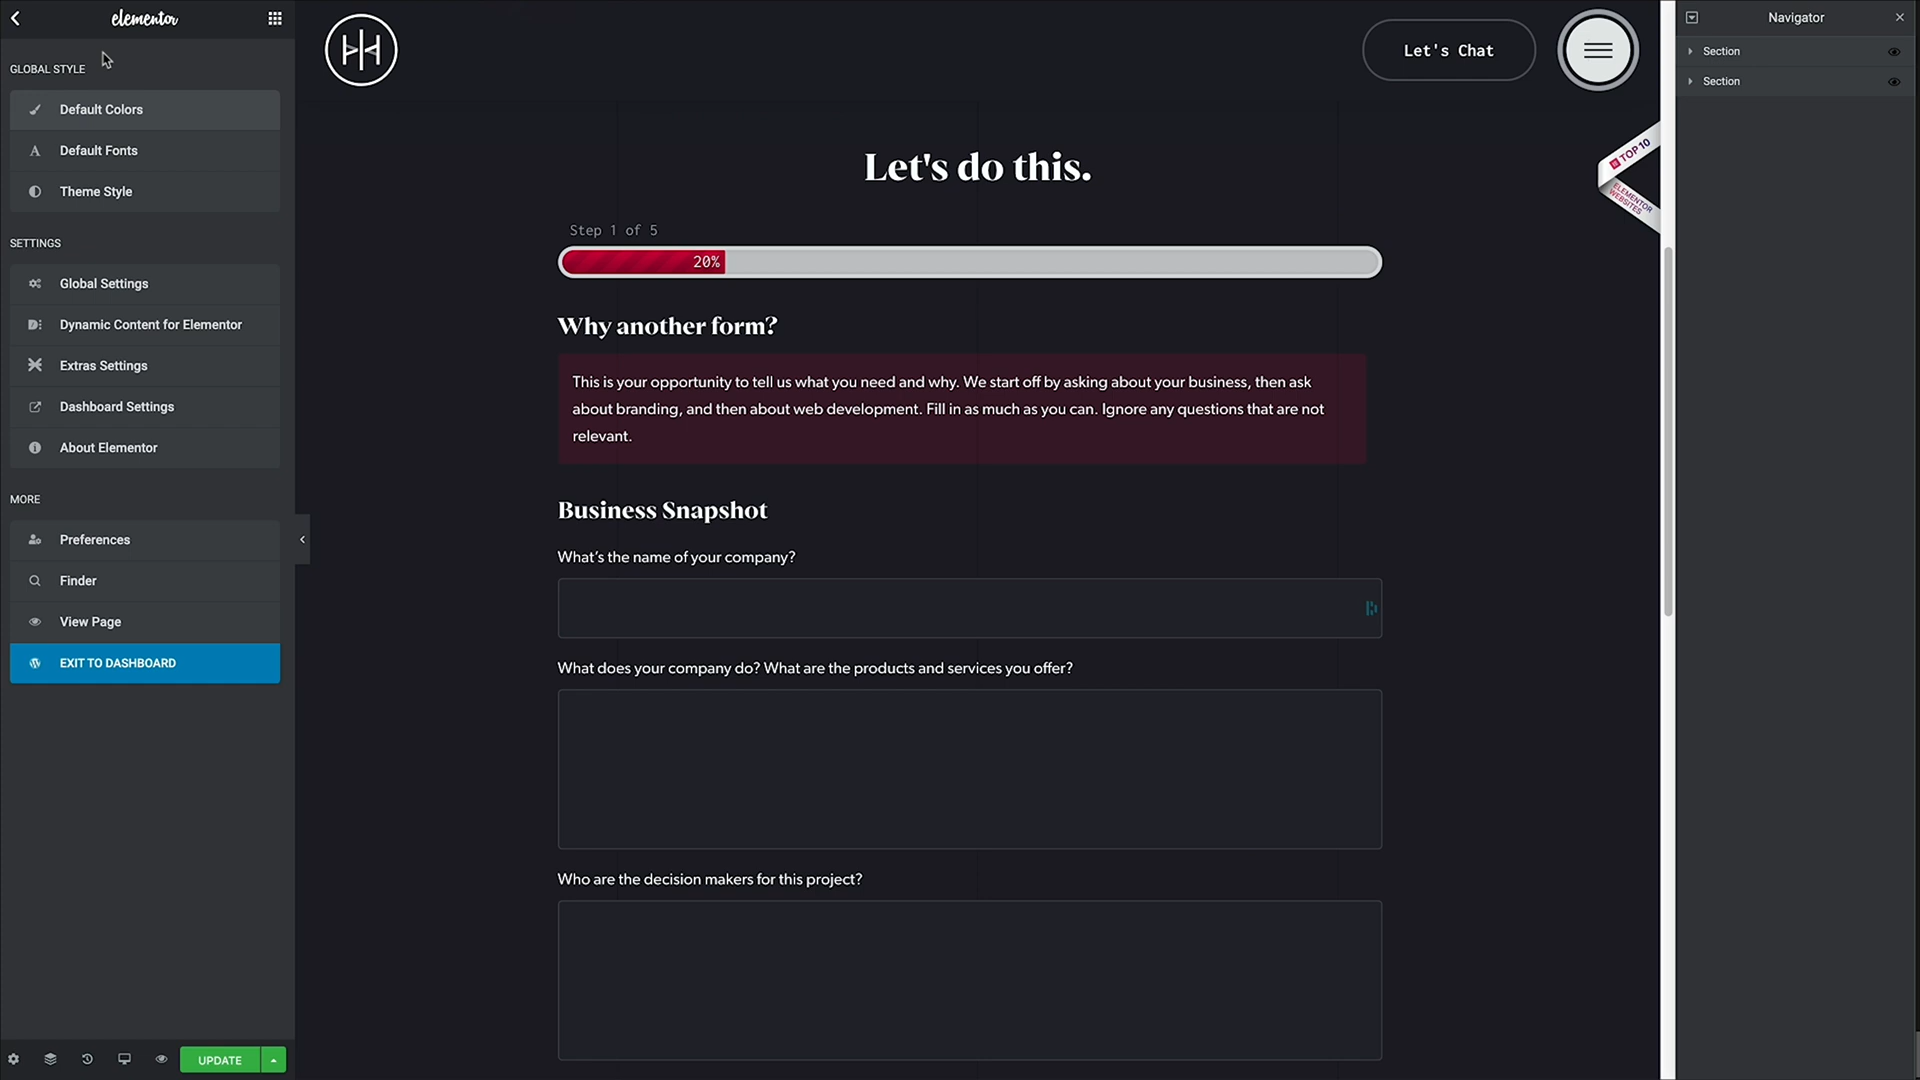 elementor
GLOBAL STYLE
Default Colors
Default Fonts
Theme Style
SETTINGS
Global Settings
Dynamic Content for Elementor
Extras Settings
Dashboard Settings
About Elementor
MORE
Preferences
Finder
View Page
EXIT TO DASHBOARD
UPDATE
Let's Chat
TOP 10
ELEMENTOR
WEBSITES
Let's do this.
Step 1 of 5
20%
Why another form?
This is your opportunity to tell us what you need and why. We start off by asking about your business, then ask
about branding, and then about web development. Fill in as much as you can. Ignore any questions that are not
relevant.
Business Snapshot
What's the name of your company?
What does your company do? What are the products and services you offer?
Who are the decision makers for this project?
Navigator
Section
Section